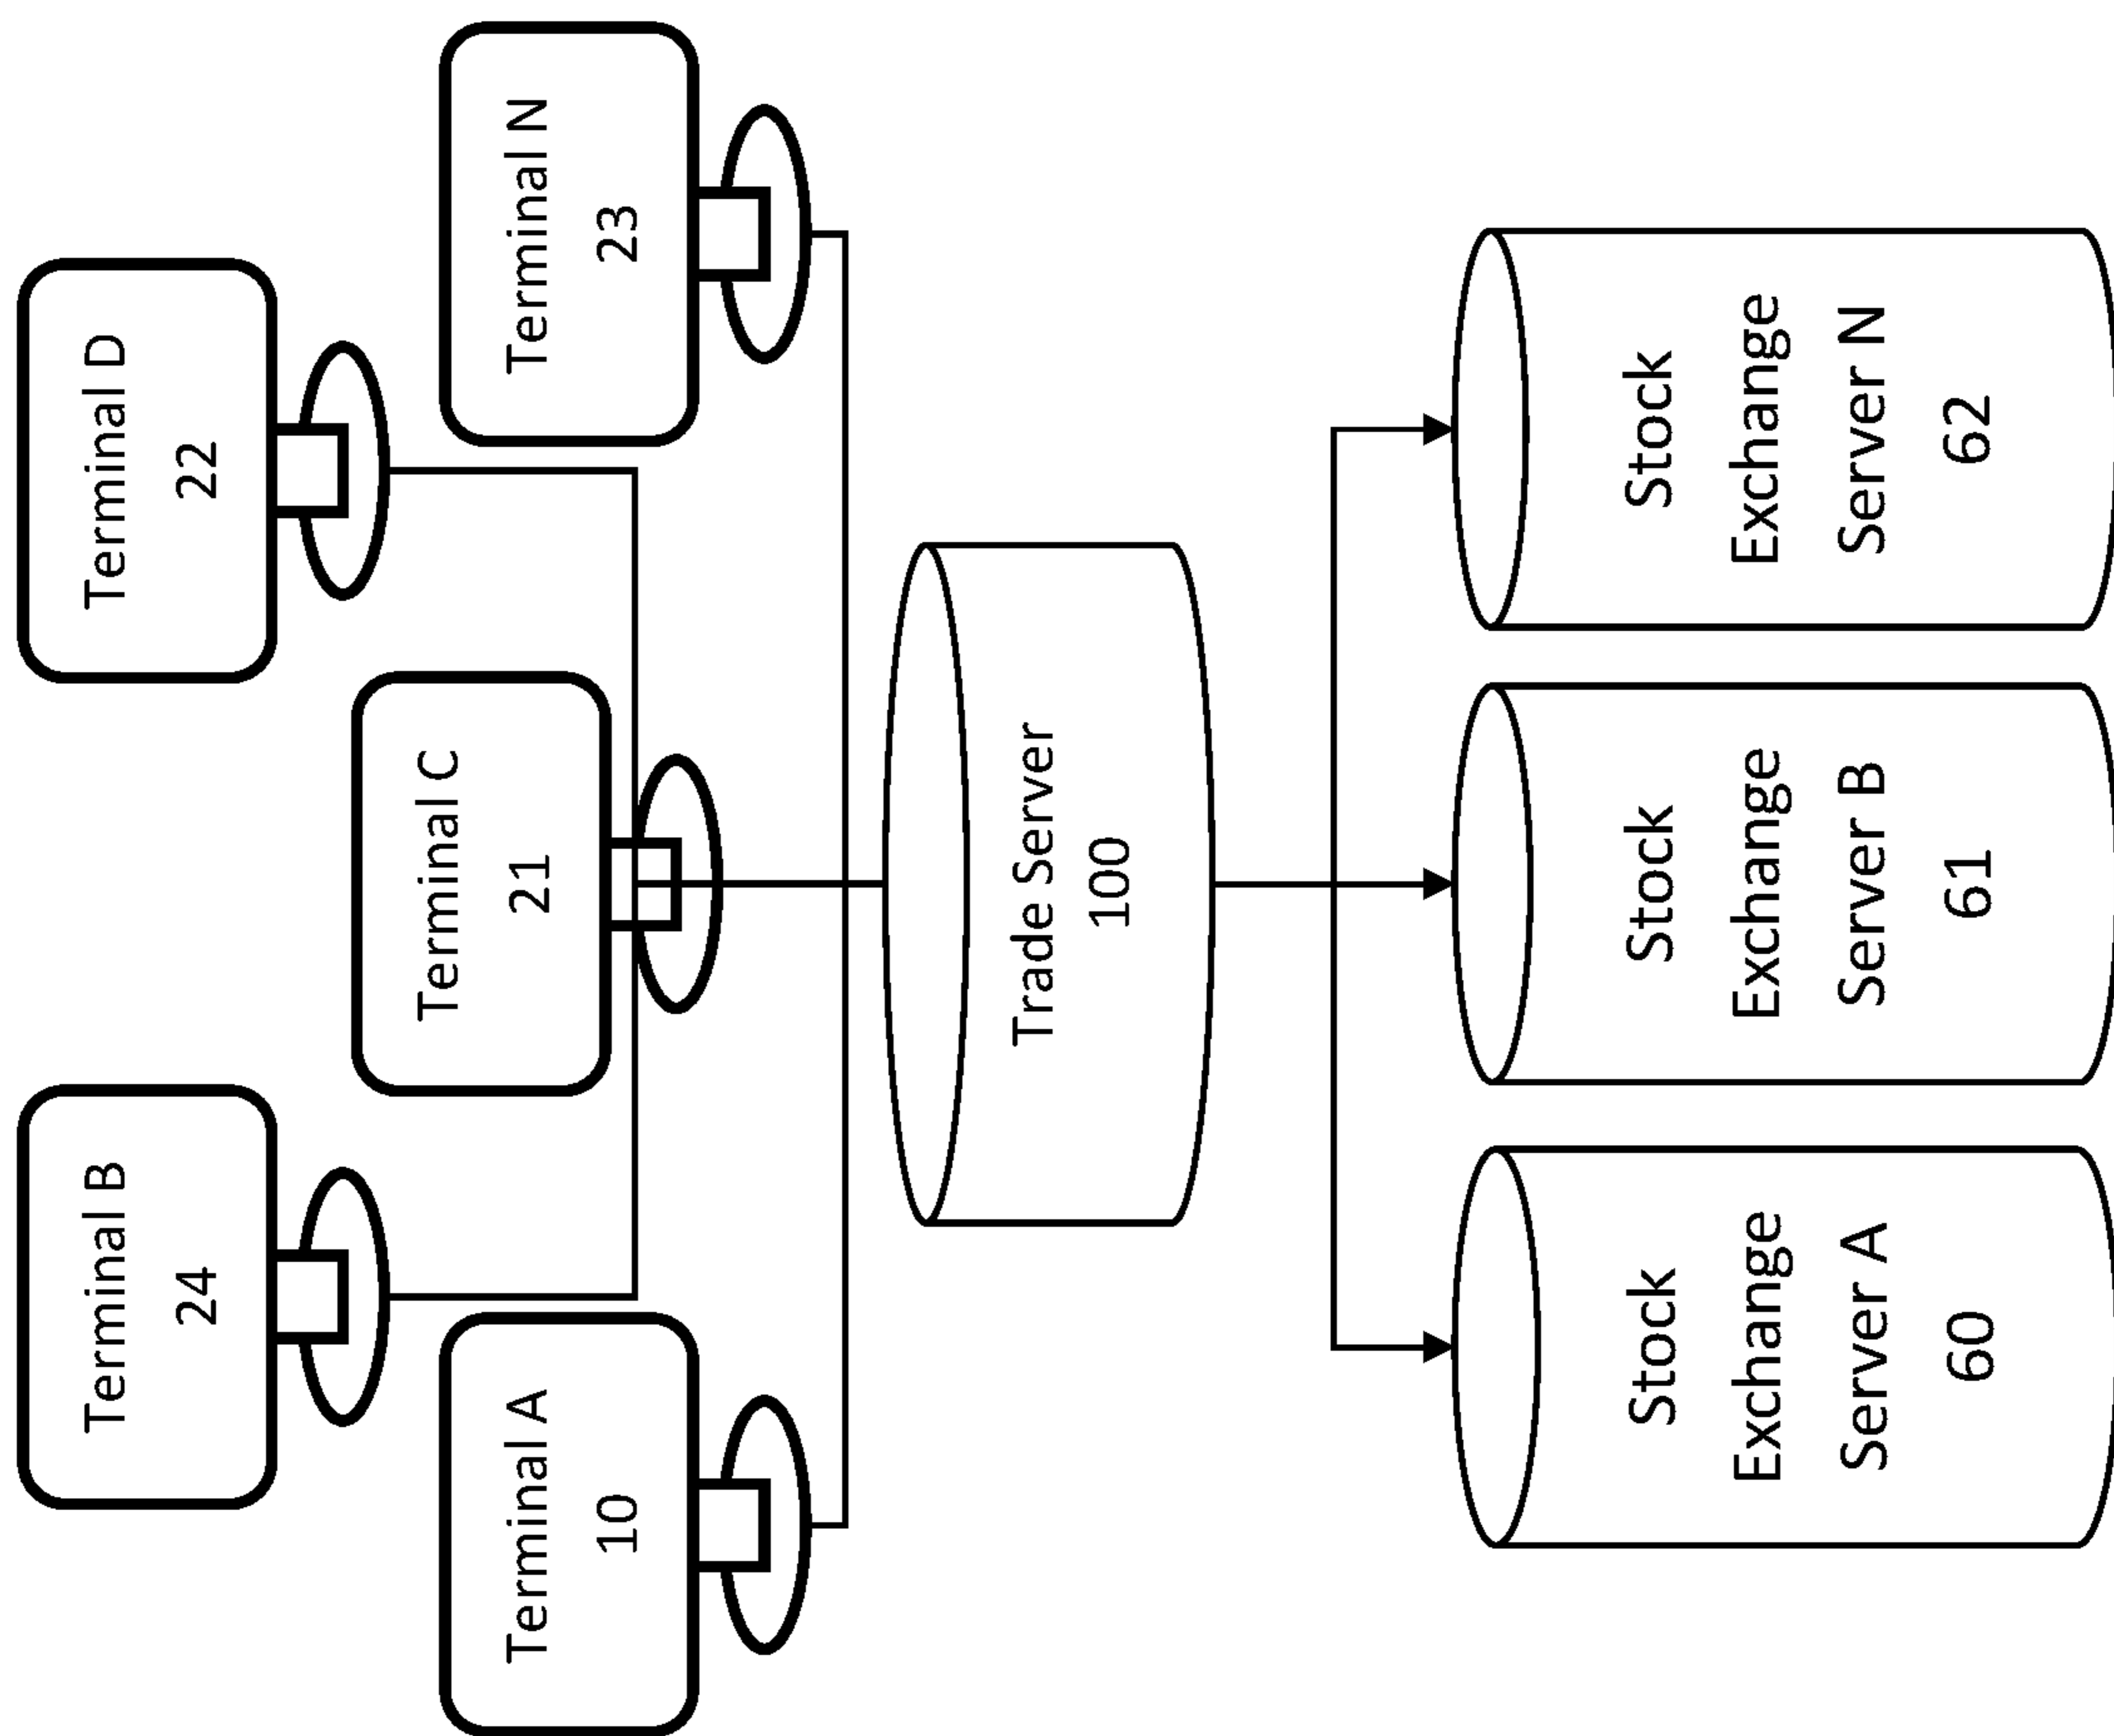 Terminal B
24
Terminal D
22
Terminal A
10
Terminal C
21
Terminal N
23
Trade Server
100
Stock
Exchange
Server A
60
Stock
Exchange
Server B
61
Stock
Exchange
Server N
62